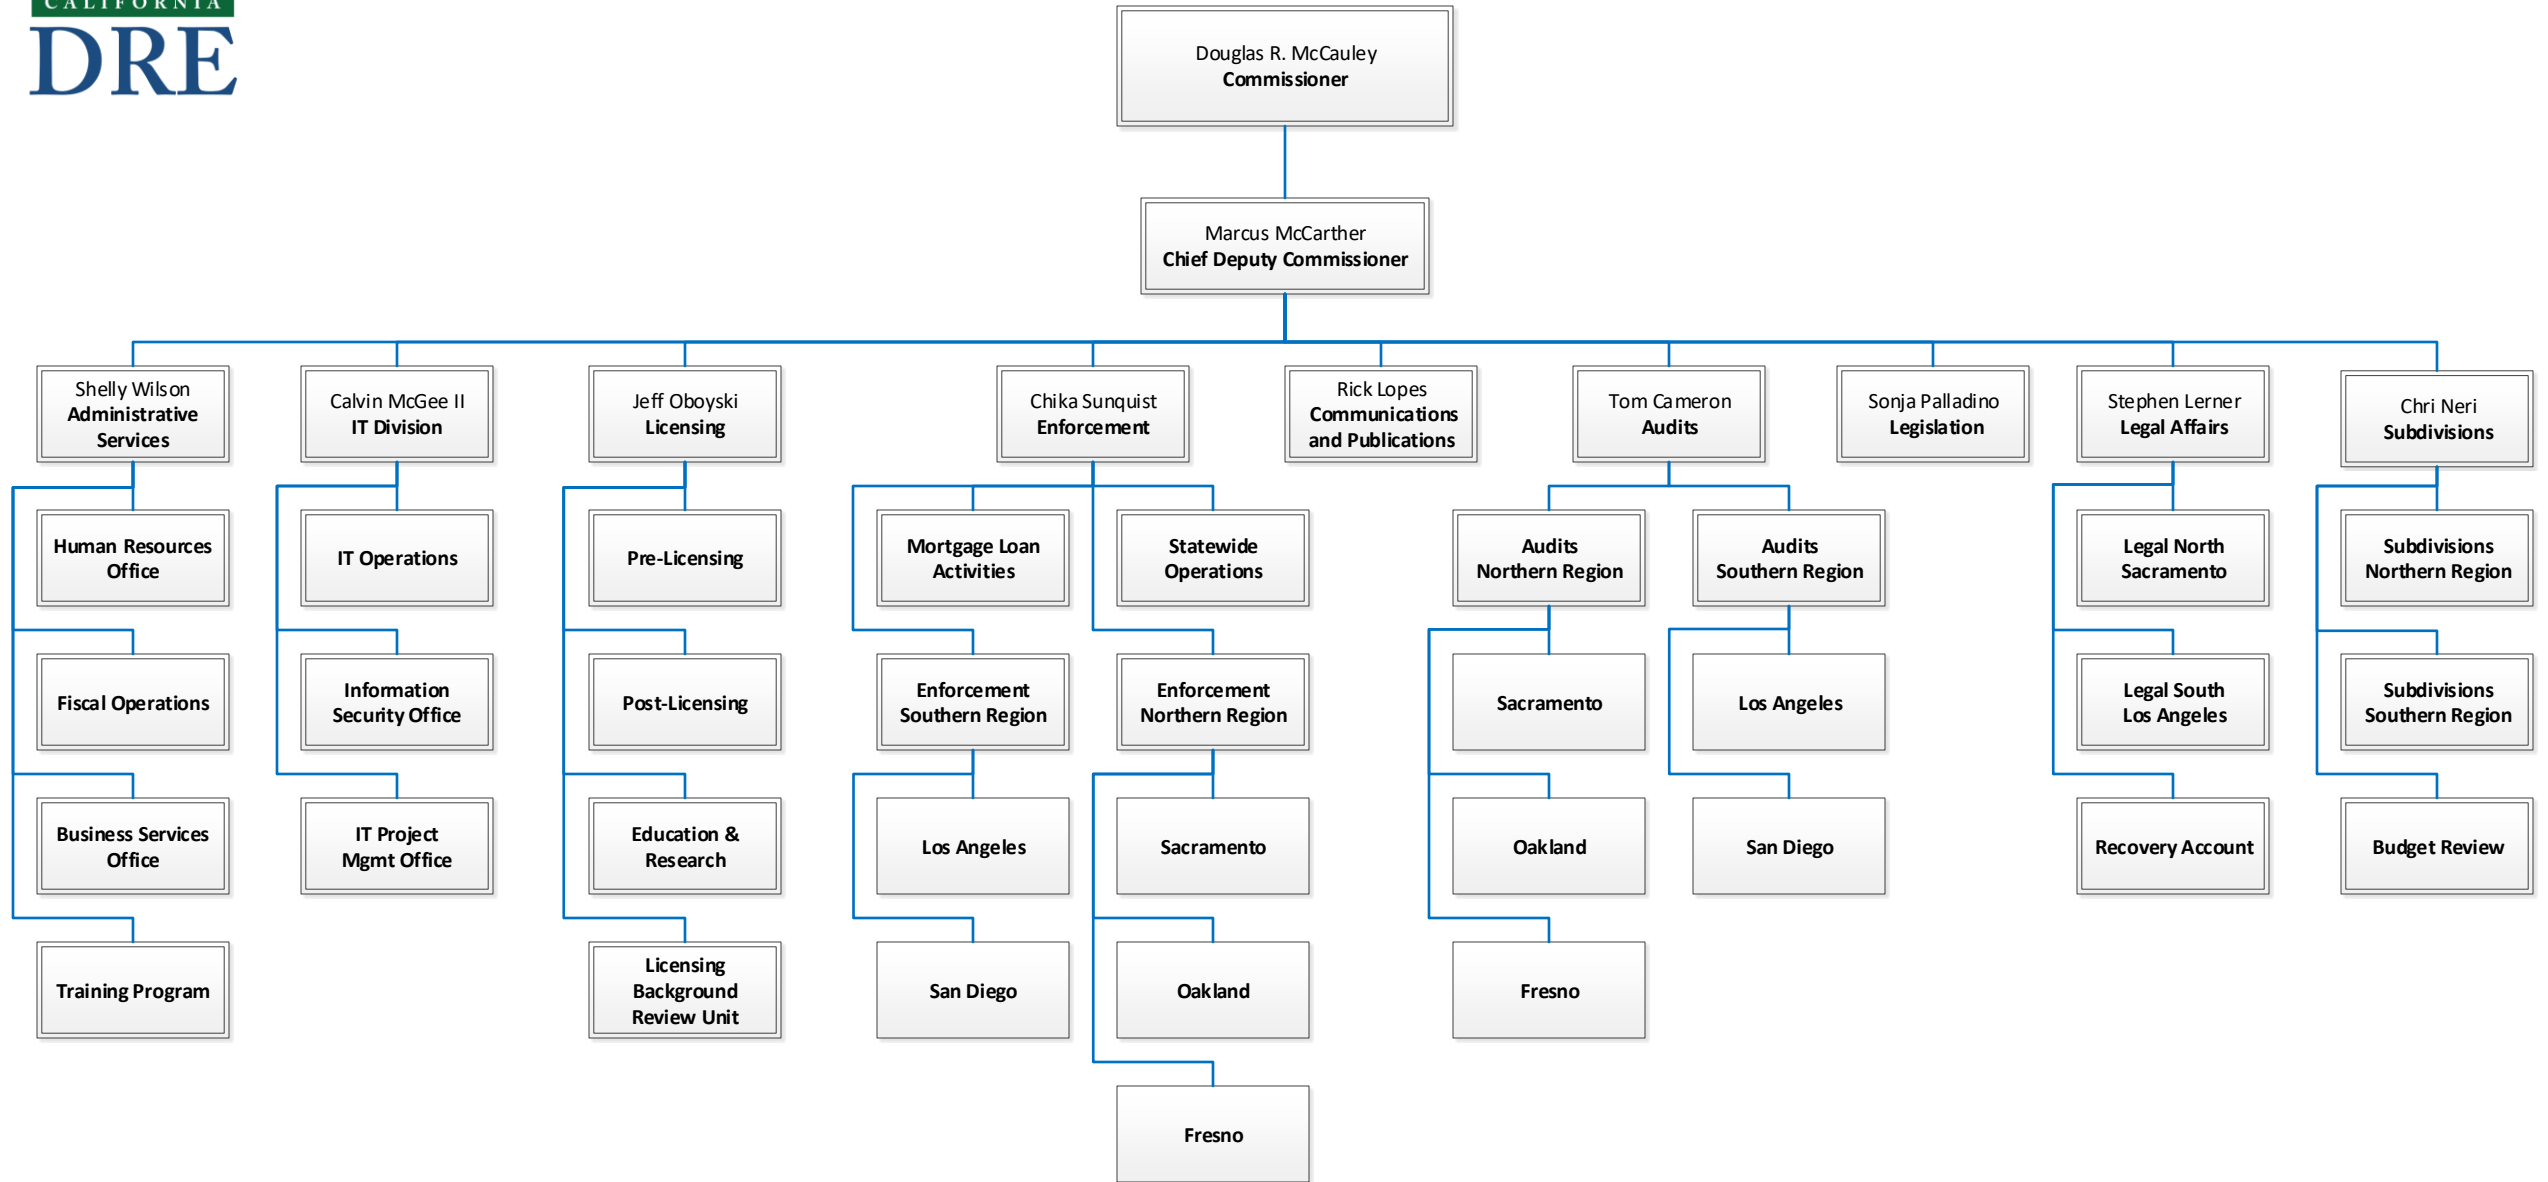 CALIFORNIA
DRE
Douglas R. McCauley
Commissioner
Marcus McCarther
Chief Deputy Commissioner
Shelly Wilson
Administrative
Services
Calvin McGee II
IT Division
Jeff Oboyski
Licensing
Chika Sunquist
Enforcement
Rick Lopes
Communications
and Publications
Tom Cameron
Audits
Sonja Palladino
Legislation
Stephen Lerner
Legal Affairs
Chri Neri
Subdivisions
Human Resources
Office
IT Operations
Pre-Licensing
Mortgage Loan
Activities
Statewide
Operations
Audits
Northern Region
Audits
Southern Region
Legal North
Sacramento
Subdivisions
Northern Region
Fiscal Operations
Information
Security Office
Post-Licensing
Enforcement
Southern Region
Enforcement
Northern Region
Sacramento
Los Angeles
Legal South
Los Angeles
Subdivisions
Southern Region
Business Services
Office
IT Project
Mgmt Office
Education &
Research
Los Angeles
Sacramento
Oakland
San Diego
Recovery Account
Budget Review
Training Program
Licensing
Background
Review Unit
San Diego
Oakland
Fresno
Fresno